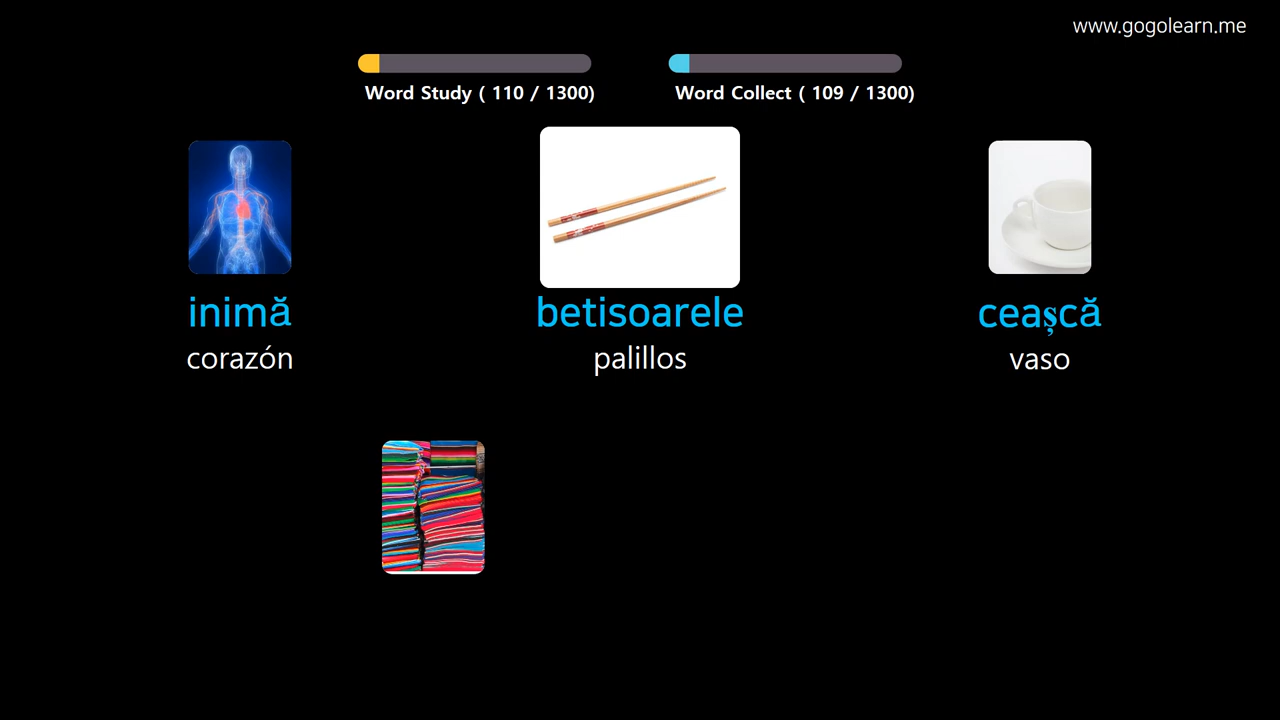 www.gogolearn.me
Word Study ( 110 / 1300)
Word Collect ( 109 / 1300)
inimă
corazón
betisoarele
palillos
ceașcă
vaso